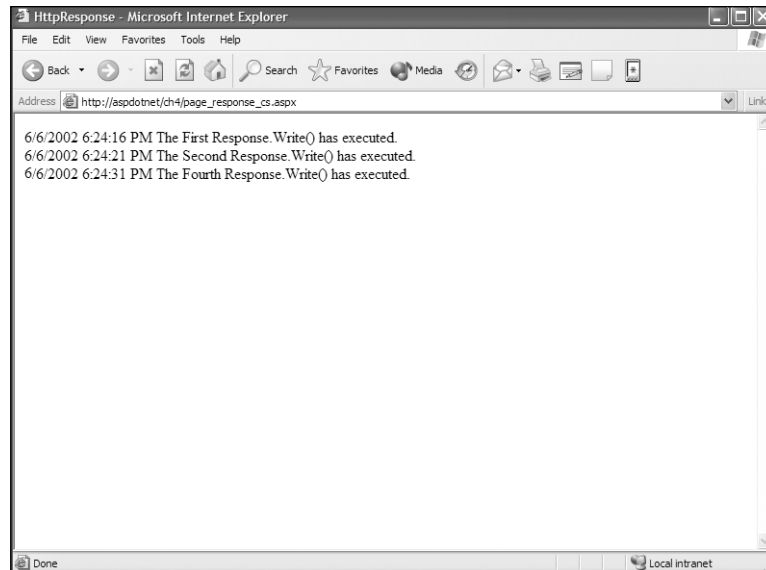 HttpResponse - Microsoft Internet Explorer
File Edit View Favorites Tools Help
Back Search Favorites Media
Address http://aspdotnet/ch4/page_response_cs.aspx Link
6/6/2002 6:24:16 PM The First Response.Write() has executed.
6/6/2002 6:24:21 PM The Second Response.Write() has executed.
6/6/2002 6:24:31 PM The Fourth Response.Write() has executed.
Done Local intranet